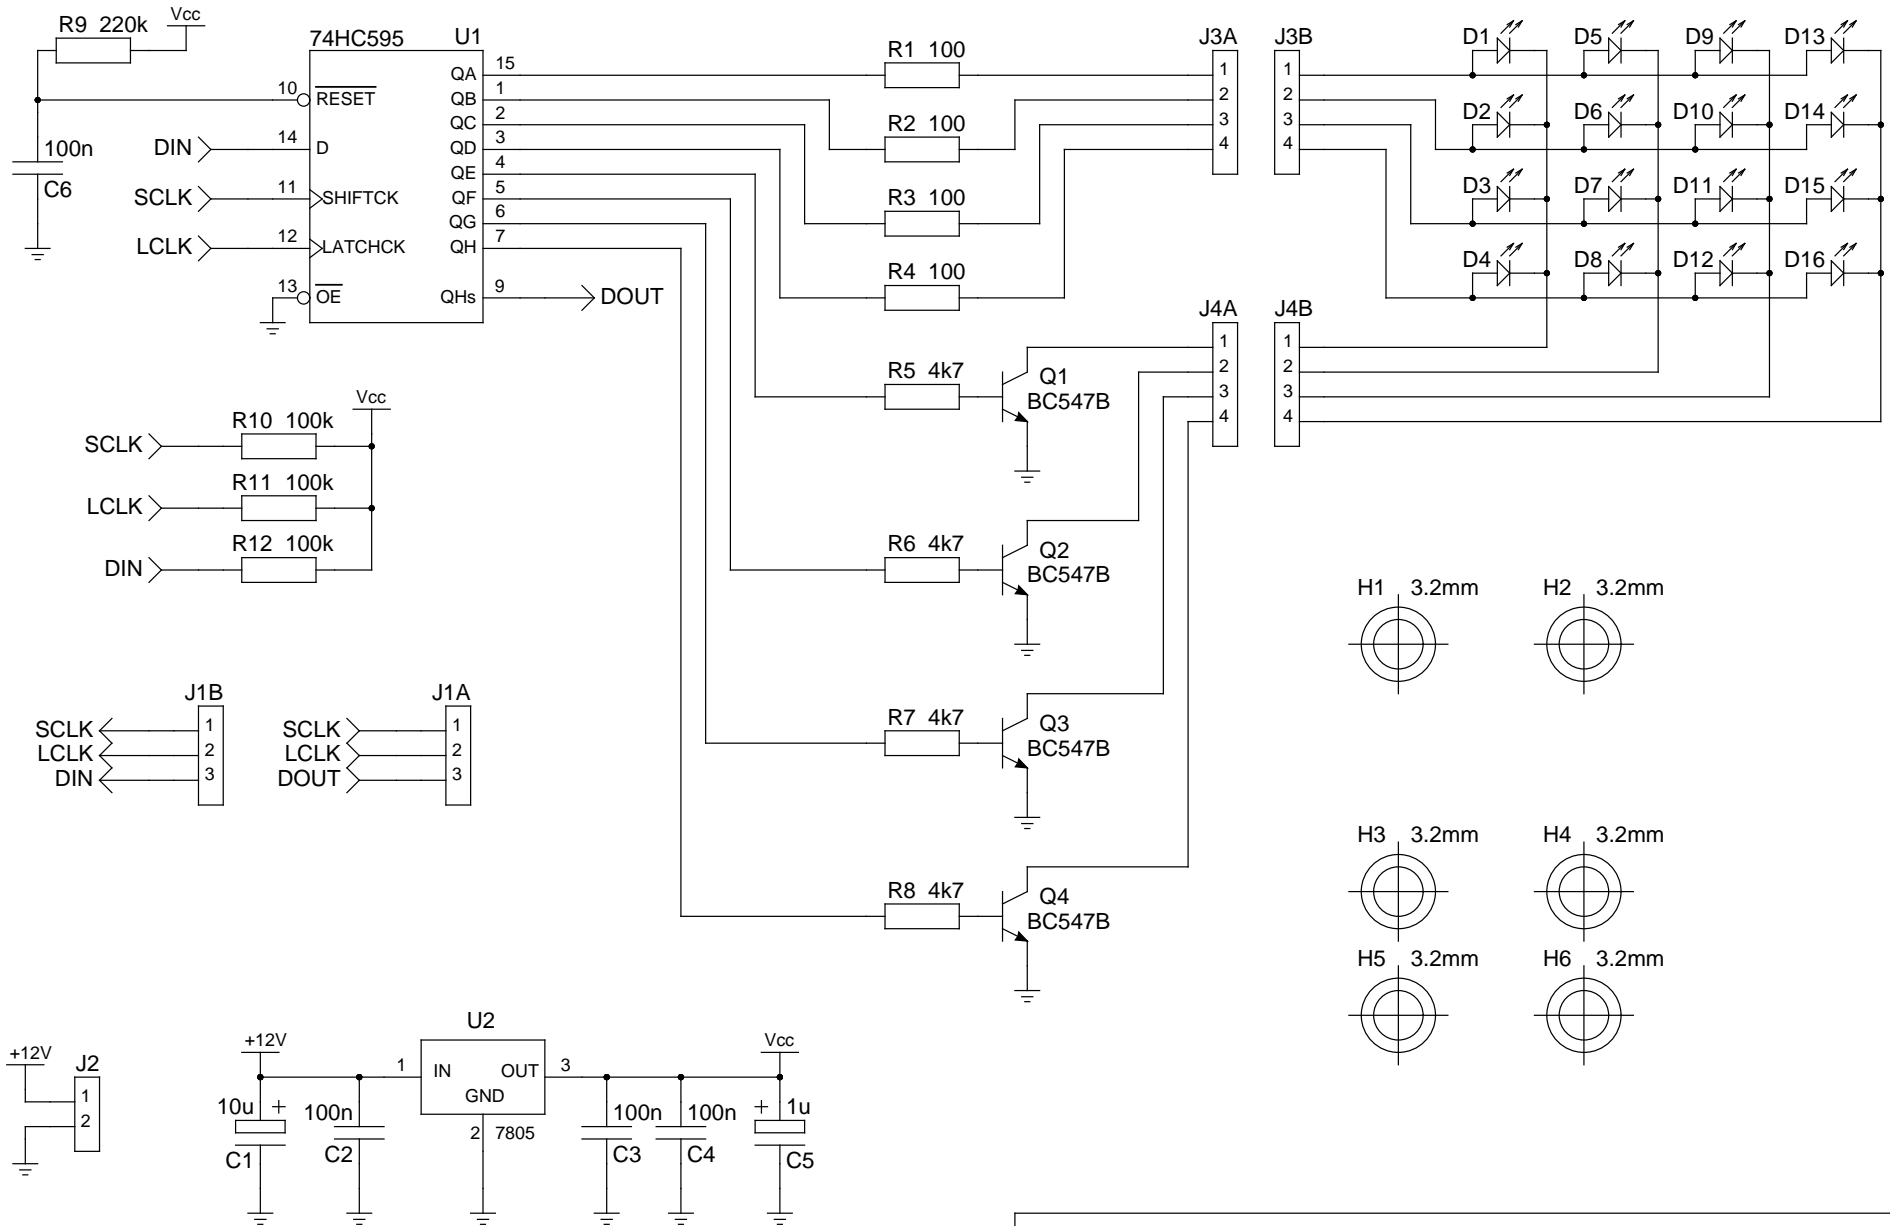 R9 220k
Vcc
74HC595 U1
10 RESET
14 D
11 SHIFTCK
12 LATCHCK
13 OE
QA 15
QB 1
QC 2
QD 3
QE 4
QF 5
QG 6
QH 7
QHs 9
DOUT
100n
C6
DIN
SCLK
LCLK
R1 100
R2 100
R3 100
R4 100
R5 4k7
Q1
BC547B
R6 4k7
Q2
BC547B
R7 4k7
Q3
BC547B
R8 4k7
Q4
BC547B
J3A
1
2
3
4
J3B
1
2
3
4
J4A
1
2
3
4
J4B
1
2
3
4
D1 D5 D9 D13
D2 D6 D10 D14
D3 D7 D11 D15
D4 D8 D12 D16
Vcc
SCLK R10 100k
LCLK R11 100k
DIN R12 100k
J1B
SCLK 1
LCLK 2
DIN 3
J1A
SCLK 1
LCLK 2
DOUT 3
H1 3.2mm
H2 3.2mm
H3 3.2mm
H4 3.2mm
H5 3.2mm
H6 3.2mm
+12V
J2
1
2
+12V
10u +
C1
100n
C2
U2
1 IN OUT 3
GND
2 7805
100n
C3
100n
C4
Vcc
+ 1u
C5